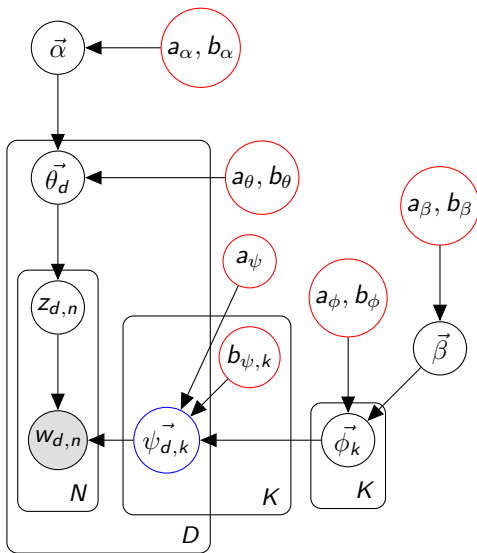 α⃗
a_α, b_α
θ⃗_d
a_θ, b_θ
a_β, b_β
a_ψ
z_{d,n}
a_ϕ, b_ϕ
b_{ψ,k}
β⃗
w_{d,n}
ψ⃗_{d,k}
ϕ⃗_k
N
K
K
D